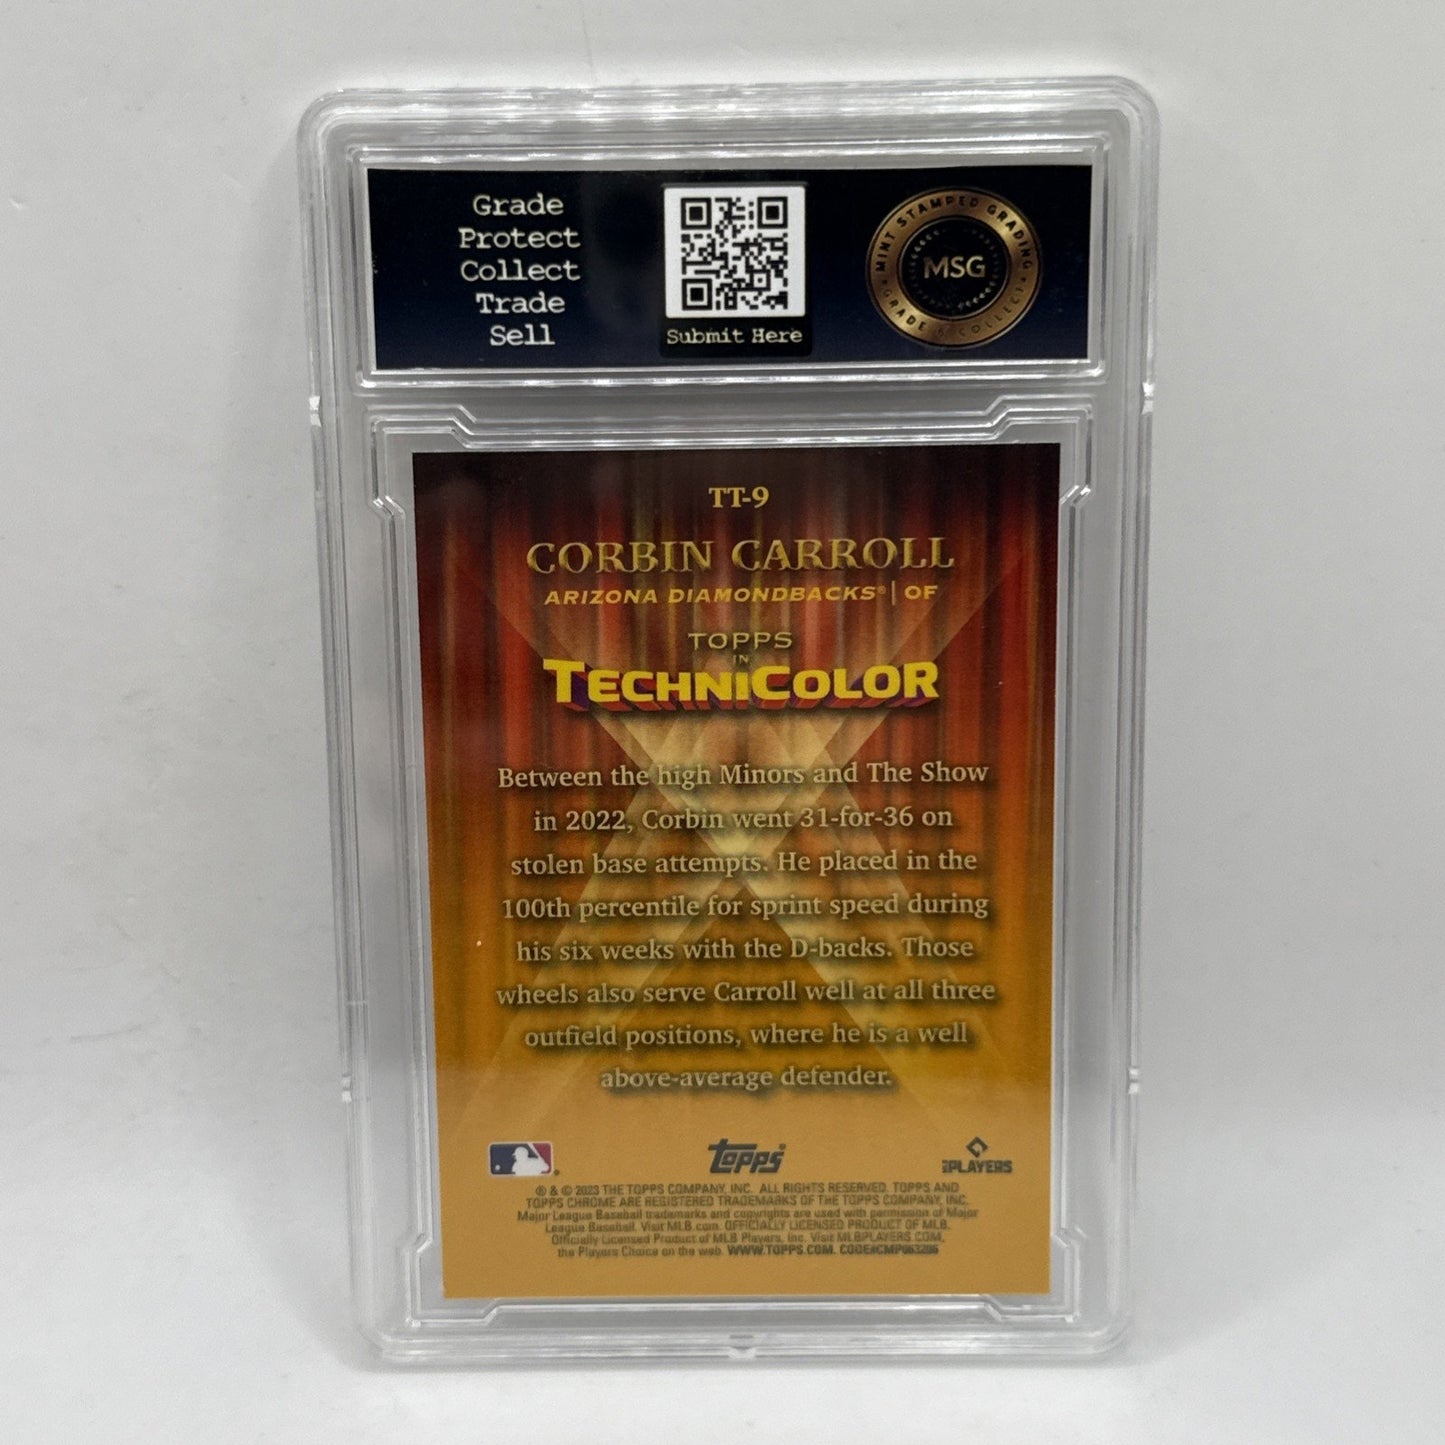 Grade
Protect
Collect
Trade
Sell
Submit Here
MINT STAMPED GRADING
MSG
GRADE & COLLECT
TT-9
CORBIN CARROLL
ARIZONA DIAMONDBACKS® | OF
TOPPS
IN
TECHNICOLOR
Between the high Minors and The Show
in 2022, Corbin went 31-for-36 on
stolen base attempts. He placed in the
100th percentile for sprint speed during
his six weeks with the D-backs. Those
wheels also serve Carroll well at all three
outfield positions, where he is a well
above-average defender.
topps
PLAYERS
® & © 2023 THE TOPPS COMPANY, INC. ALL RIGHTS RESERVED. TOPPS AND
TOPPS CHROME ARE REGISTERED TRADEMARKS OF THE TOPPS COMPANY, INC.
Major League Baseball trademarks and copyrights are used with permission of Major
League Baseball. Visit MLB.com. OFFICIALLY LICENSED PRODUCT OF MLB.
Officially Licensed Product of MLB Players, Inc. Visit MLBPLAYERS.COM,
the Players Choice on the web. WWW.TOPPS.COM. CODE#CMP063206